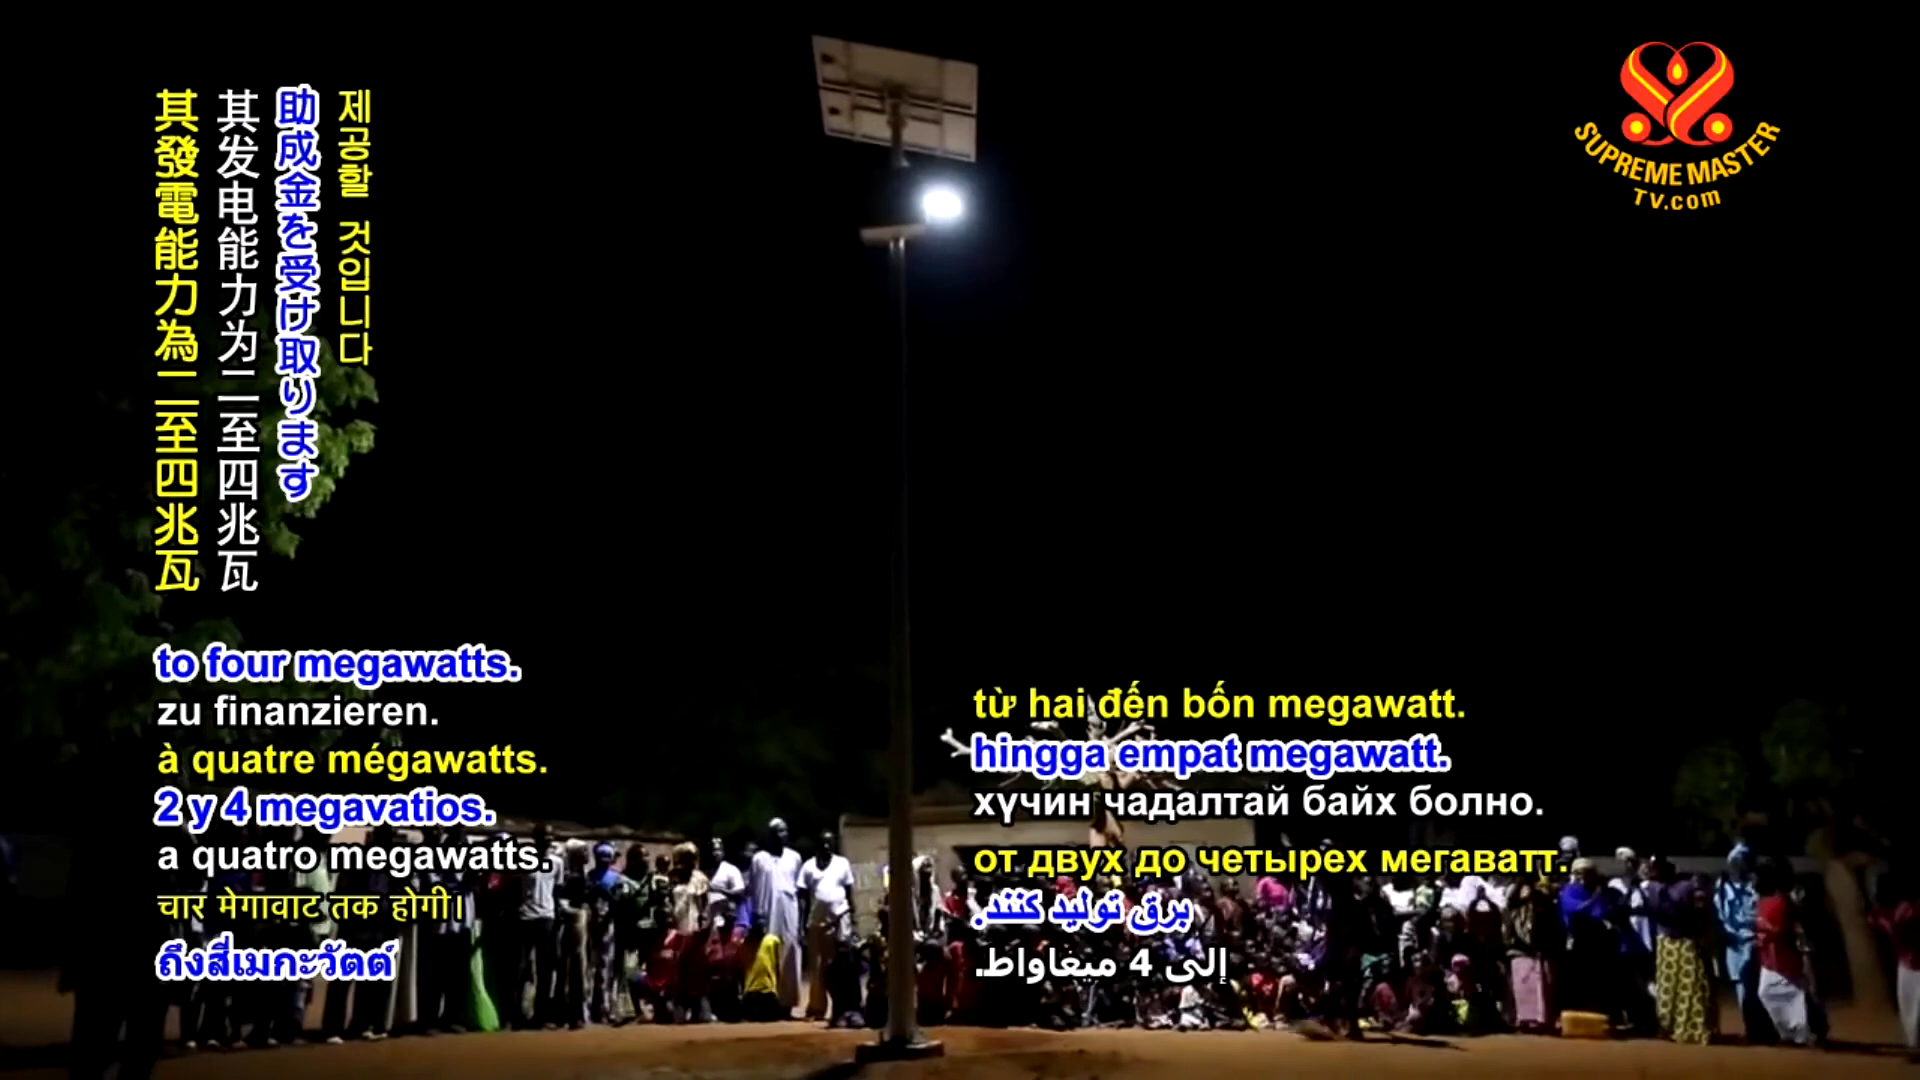 其發電能力為二至四兆瓦
其发电能力为二至四兆瓦
助成金を受け取ります
제공할 것입니다
SUPREME MASTER
TV.com
to four megawatts.
zu finanzieren.
à quatre mégawatts.
2 y 4 megavatios.
a quatro megawatts.
चार मेगावाट तक होगी।
ถึงสี่เมกะวัตต์
từ hai đến bốn megawatt.
hingga empat megawatt.
хүчин чадалтай байх болно.
от двух до четырех мегаватт.
برق تولید کنند.
إلى 4 ميغاواط.